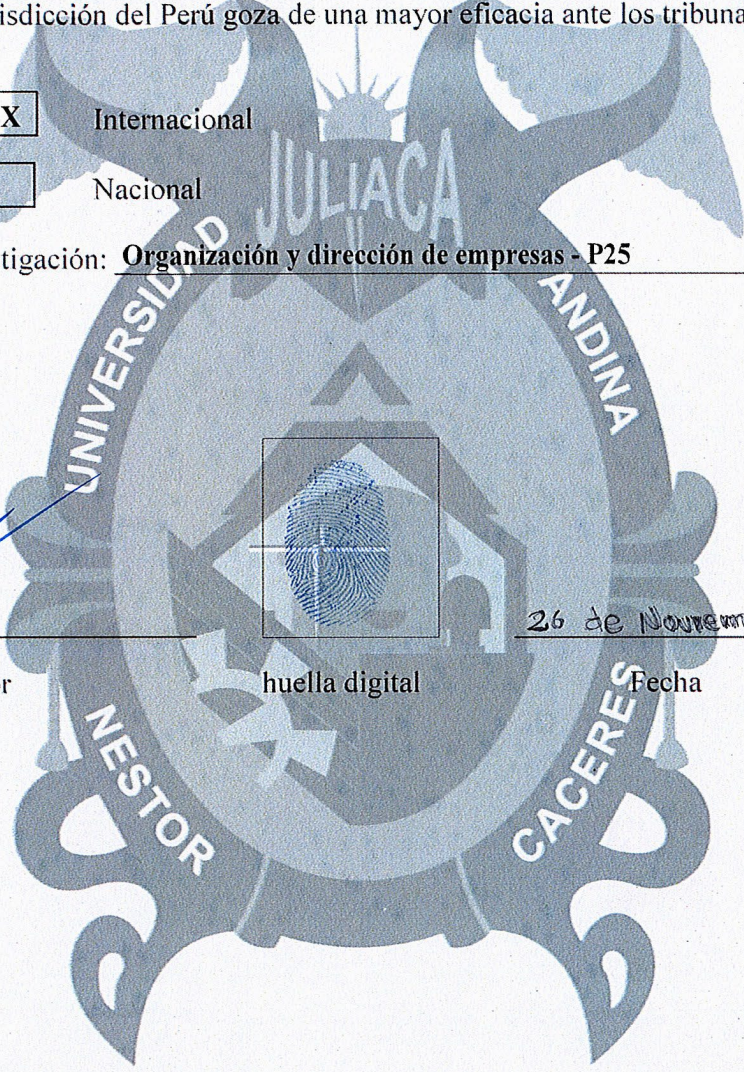 isdicción del Perú goza de una mayor eficacia ante los tribuna
X Internacional
Nacional
tigación: Organización y dirección de empresas - P25
JULIACA
UNIVERSIDAD
ANDINA
26 de
r
huella digital
Fecha
NESTOR
CACERES